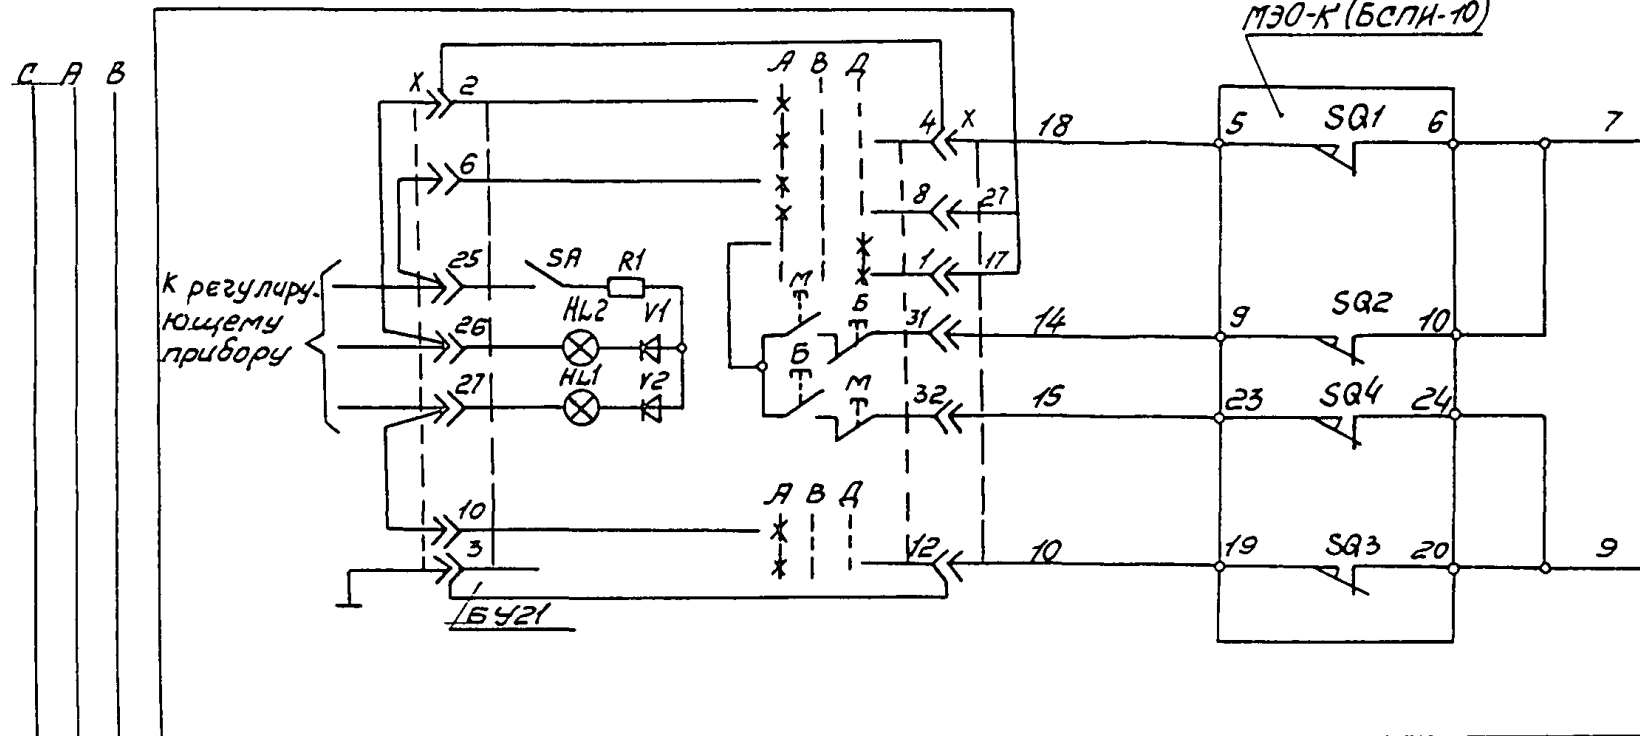 МЭО-К (БСПИ-10)
С А В
X 2
А В Д
4 X 18
5 SQ1 6 7
6
8 27
25 SA R1
1 17
К регулиру-
ющему
прибору
26 HL2 V1
М Б
31 14
9 SQ2 10
27 HL1 V2
Б М
32 15
23 SQ4 24
10
А В Д
3
12 10
19 SQ3 20 9
БУ21